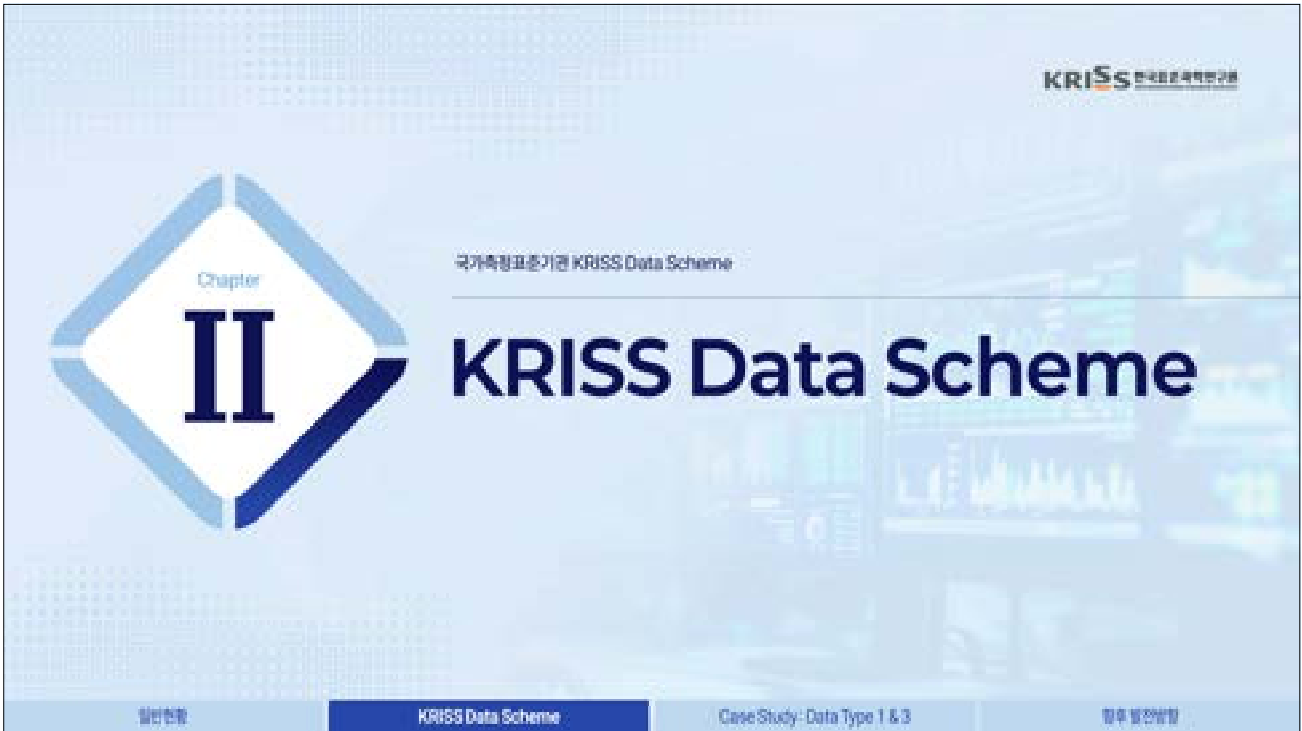 KRISS 한국표준과학연구원
국가측정표준기관 KRISS Data Scheme
Chapter
II
KRISS Data Scheme
일반현황
KRISS Data Scheme
Case Study : Data Type 1 & 3
향후 발전방향